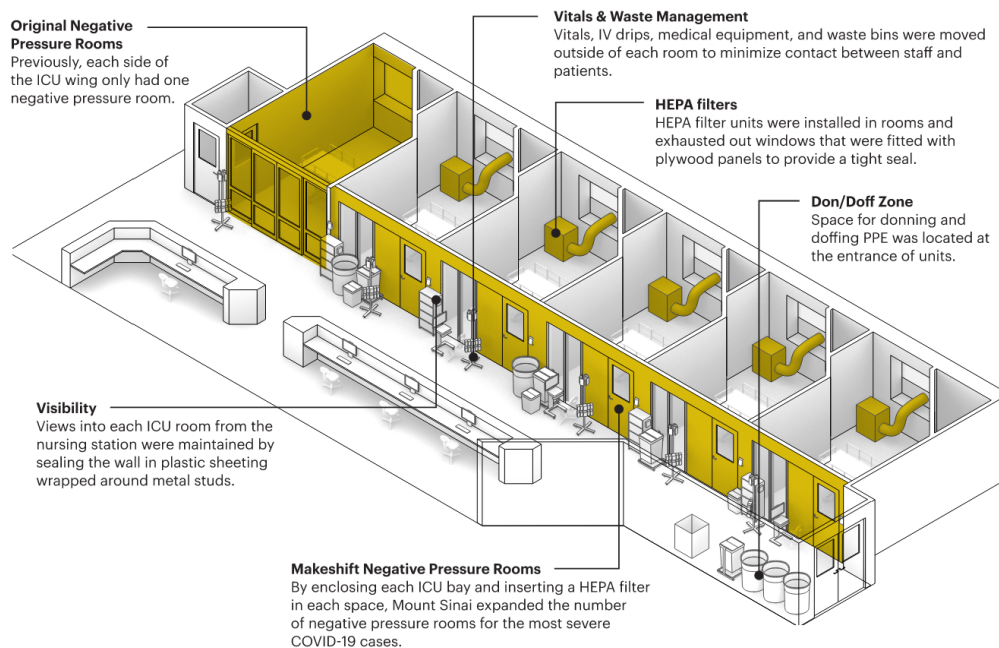 Original Negative
Pressure Rooms
Previously, each side of
the ICU wing only had one
negative pressure room.
Vitals & Waste Management
Vitals, IV drips, medical equipment, and waste bins were moved
outside of each room to minimize contact between staff and
patients.
HEPA filters
HEPA filter units were installed in rooms and
exhausted out windows that were fitted with
plywood panels to provide a tight seal.
Don/Doff Zone
Space for donning and
doffing PPE was located at
the entrance of units.
Visibility
Views into each ICU room from the
nursing station were maintained by
sealing the wall in plastic sheeting
wrapped around metal studs.
Makeshift Negative Pressure Rooms
By enclosing each ICU bay and inserting a HEPA filter
in each space, Mount Sinai expanded the number
of negative pressure rooms for the most severe
COVID-19 cases.